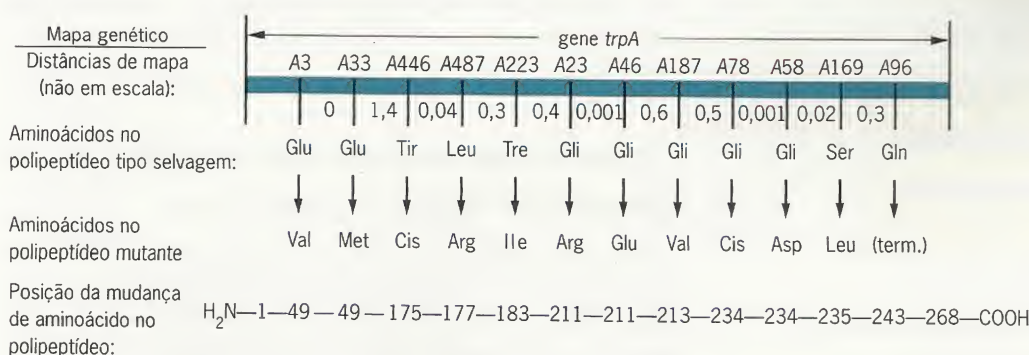 Mapa genético
gene trpA
Distâncias de mapa
(não em escala):
A3 A33 A446 A487 A223 A23 A46 A187 A78 A58 A169 A96
0 1,4 0,04 0,3 0,4 0,001 0,6 0,5 0,001 0,02 0,3
Aminoácidos no
polipeptídeo tipo selvagem:
Glu Glu Tir Leu Tre Gli Gli Gli Gli Gli Ser Gln
Aminoácidos no
polipeptídeo mutante
Val Met Cis Arg Ile Arg Glu Val Cis Asp Leu (term.)
Posição da mudança
de aminoácido no
polipeptídeo:
H₂N—1—49—49—175—177—183—211—211—213—234—234—235—243—268—COOH